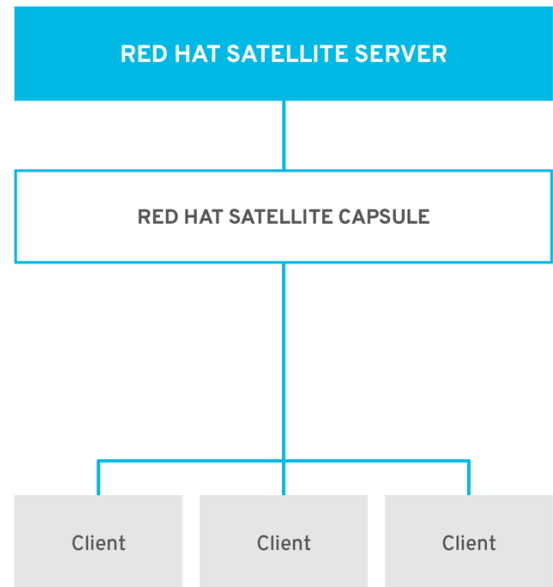 RED HAT SATELLITE SERVER
RED HAT SATELLITE CAPSULE
Client
Client
Client